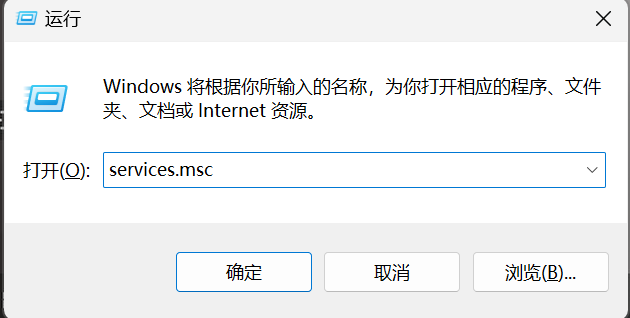 运行
Windows 将根据你所输入的名称，为你打开相应的程序、文件
夹、文档或 Internet 资源。
打开(O): services.msc
确定 取消 浏览(B)...